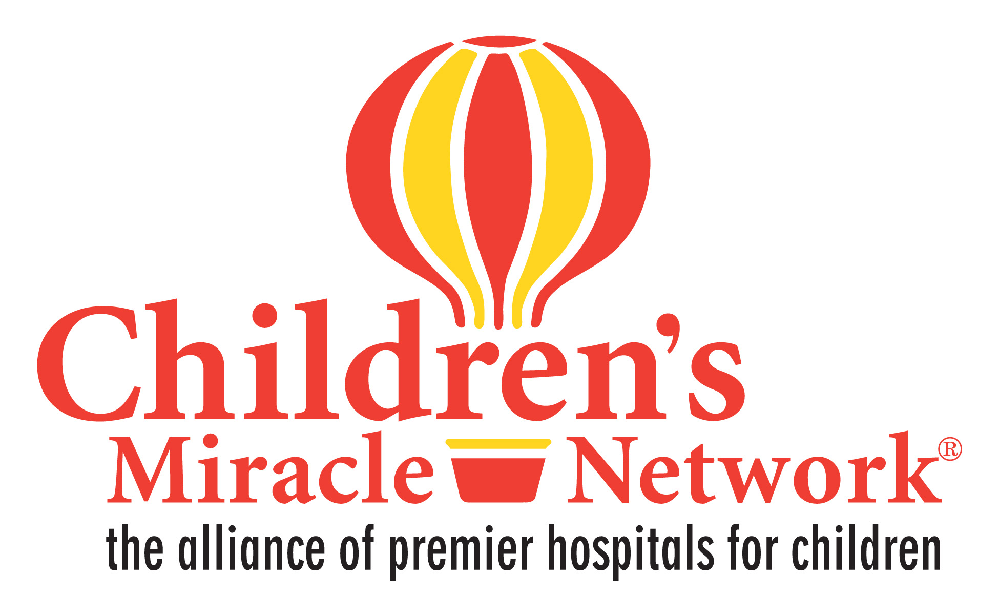 Children's
Miracle Network®
the alliance of premier hospitals for children